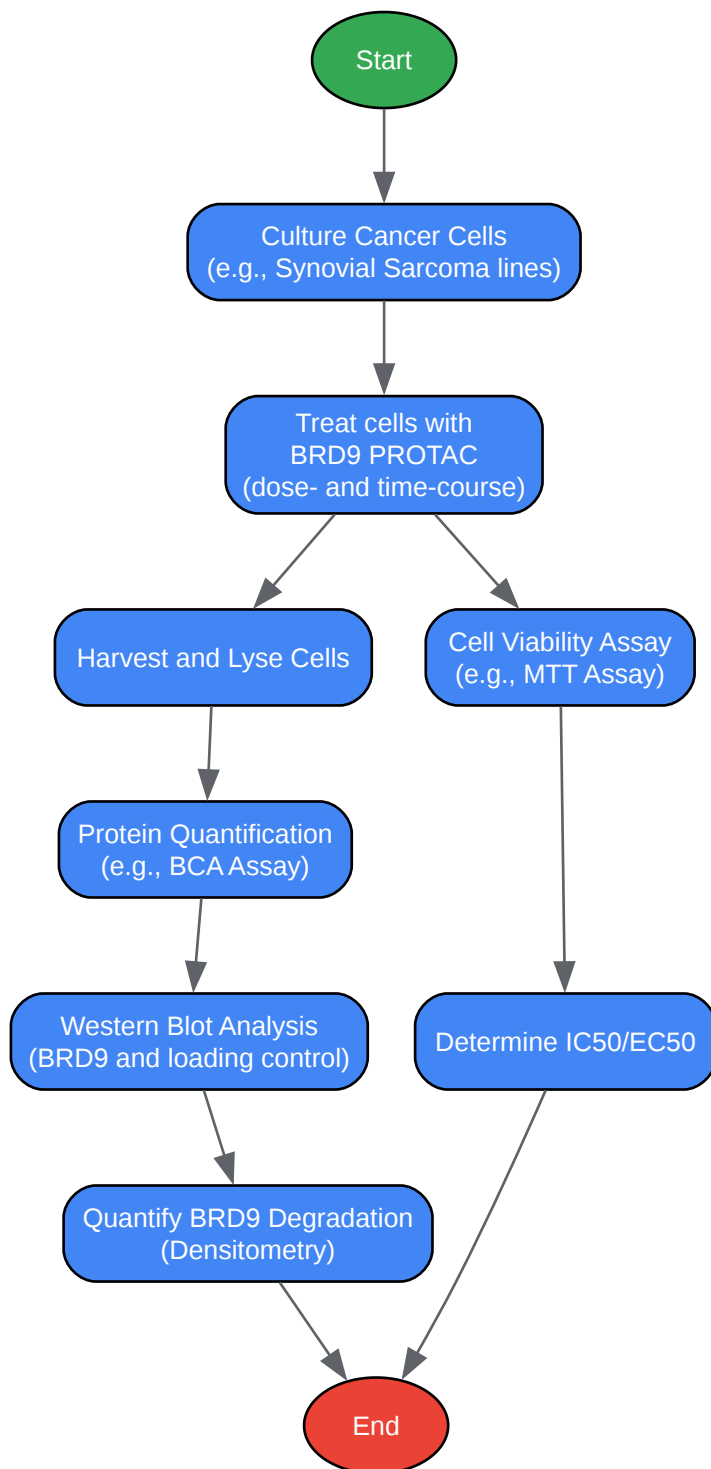 Start
Culture Cancer Cells
(e.g., Synovial Sarcoma lines)
Treat cells with
BRD9 PROTAC
(dose- and time-course)
Harvest and Lyse Cells
Cell Viability Assay
(e.g., MTT Assay)
Protein Quantification
(e.g., BCA Assay)
Western Blot Analysis
(BRD9 and loading control)
Determine IC50/EC50
Quantify BRD9 Degradation
(Densitometry)
End